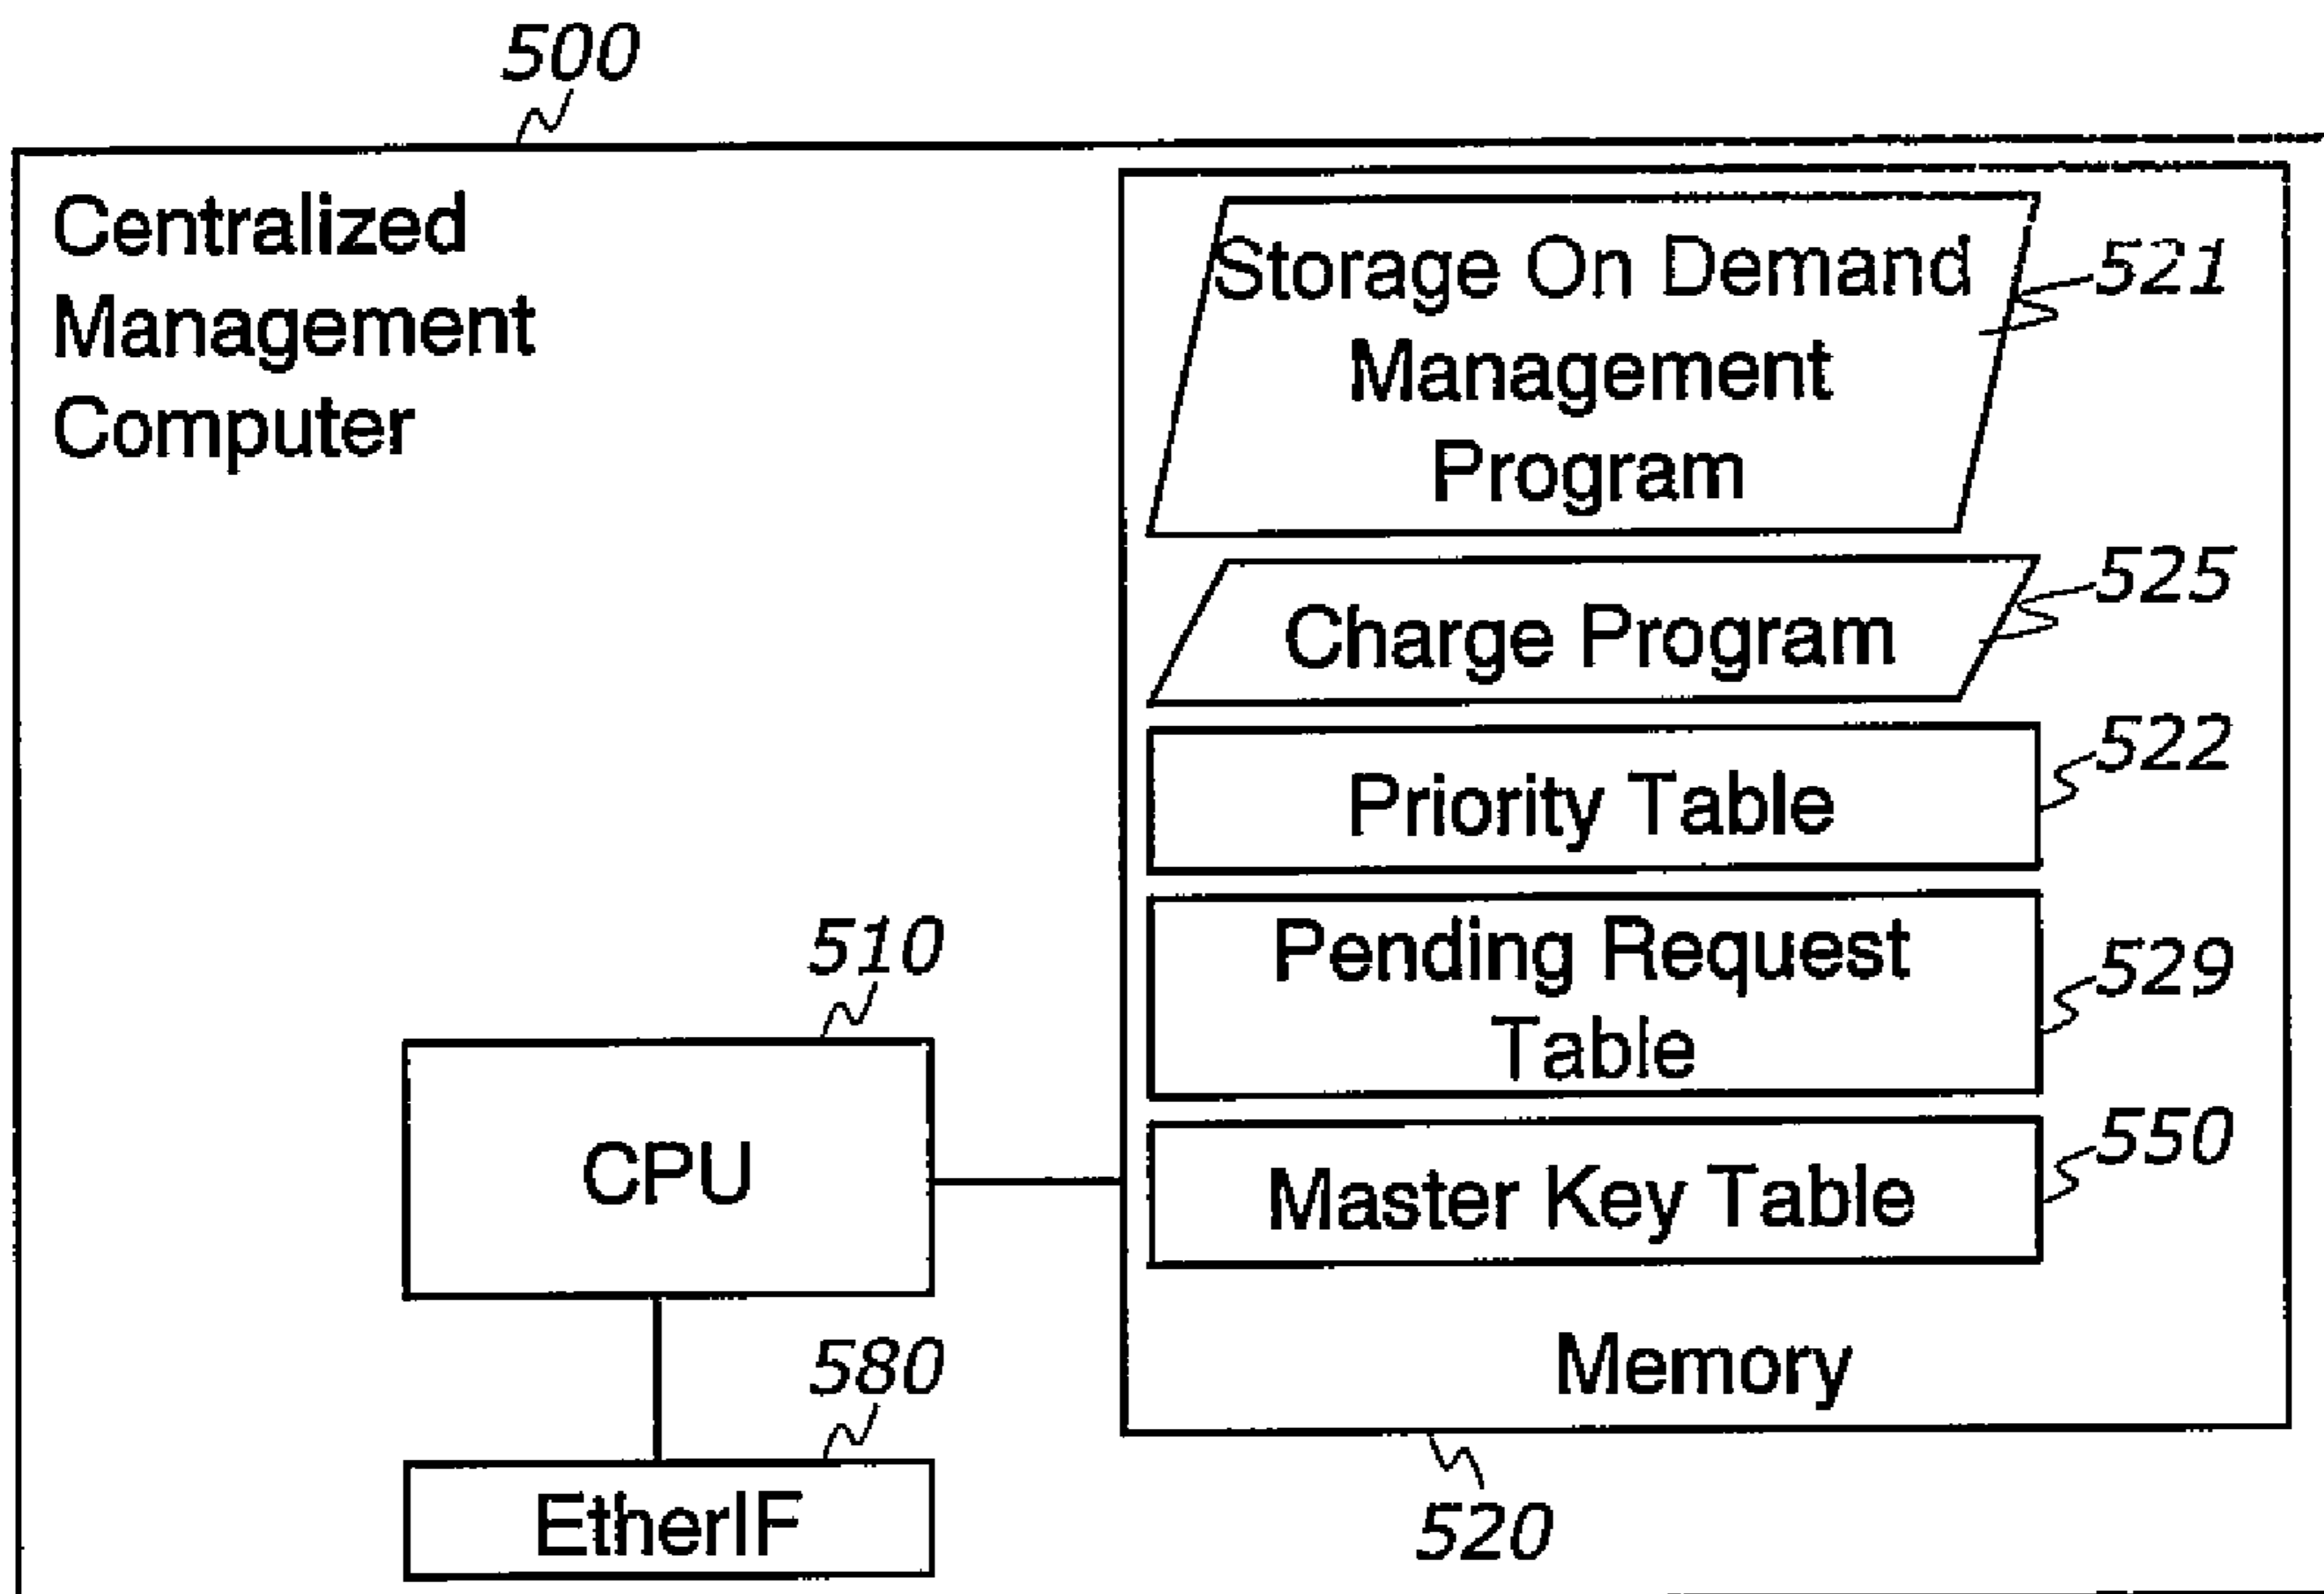 500
Centralized
Management
Computer
Storage On Demand
Management
Program
521
Charge Program
525
Priority Table
522
Pending Request
Table
529
Master Key Table
550
Memory
520
510
CPU
580
EtherIF